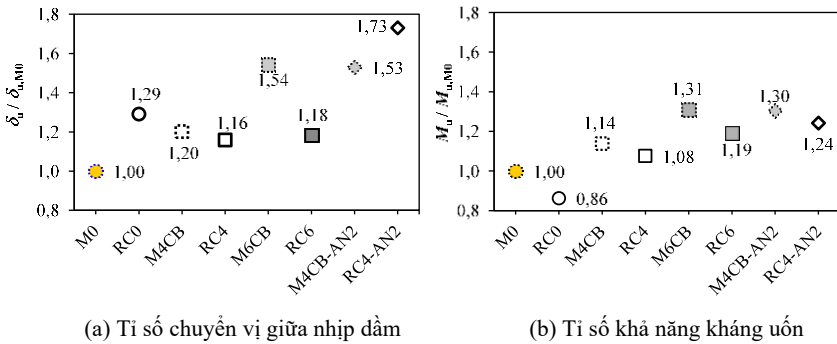 1,8
1,6
1,4
1,2
1,0
0,8
δu / δu,M0
1,00
1,29
1,20
1,16
1,54
1,18
1,53
1,73
M0
RC0
M4CB
RC4
M6CB
RC6
M4CB-AN2
RC4-AN2
(a) Tỉ số chuyển vị giữa nhịp dầm
1,8
1,6
1,4
1,2
1,0
0,8
Mu / Mu,M0
1,00
0,86
1,14
1,08
1,31
1,19
1,30
1,24
M0
RC0
M4CB
RC4
M6CB
RC6
M4CB-AN2
RC4-AN2
(b) Tỉ số khả năng kháng uốn